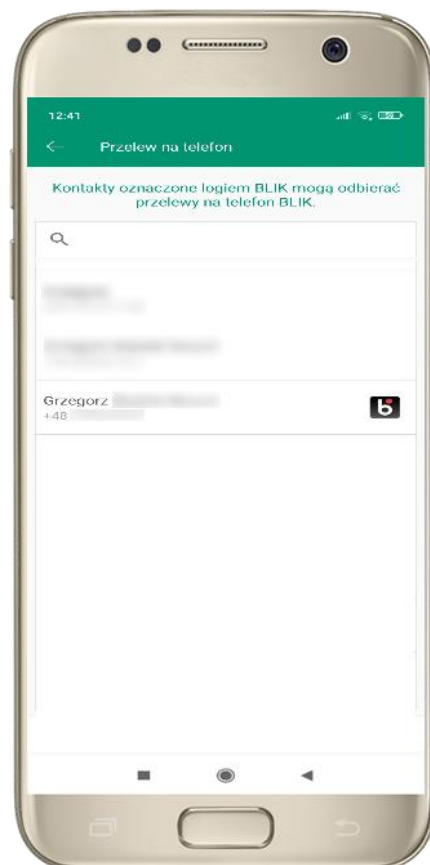 12:41
Przelew na telefon
Kontakty oznaczone logiem BLIK mogą odbierać
przelewy na telefon BLIK.
Grzegorz
+48